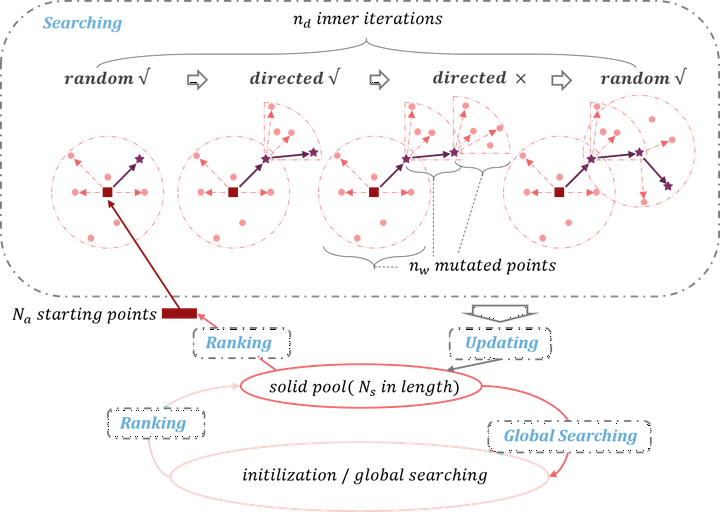 Searching
n_d inner iterations
random √ directed √ directed × random √
n_w mutated points
N_a starting points
Ranking
Updating
solid pool( N_s in length)
Ranking
Global Searching
initilization / global searching